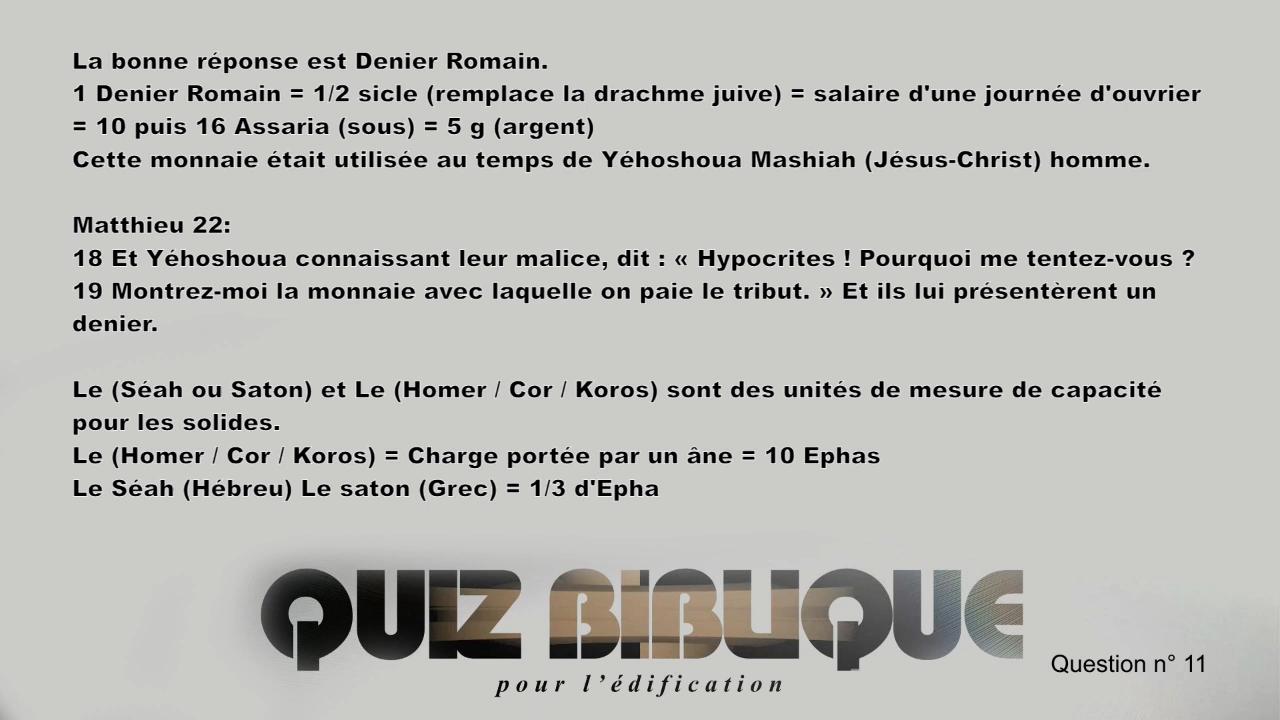 La bonne réponse est Denier Romain.
1 Denier Romain = 1/2 sicle (remplace la drachme juive) = salaire d'une journée d'ouvrier
= 10 puis 16 Assaria (sous) = 5 g (argent)
Cette monnaie était utilisée au temps de Yéhoshoua Mashiah (Jésus-Christ) homme.
Matthieu 22:
18 Et Yéhoshoua connaissant leur malice, dit : « Hypocrites ! Pourquoi me tentez-vous ?
19 Montrez-moi la monnaie avec laquelle on paie le tribut. » Et ils lui présentèrent un
denier.
Le (Séah ou Saton) et Le (Homer / Cor / Koros) sont des unités de mesure de capacité
pour les solides.
Le (Homer / Cor / Koros) = Charge portée par un âne = 10 Ephas
Le Séah (Hébreu) Le saton (Grec) = 1/3 d'Epha
QUIZ BIBLIQUE
pour l'édification
Question n° 11